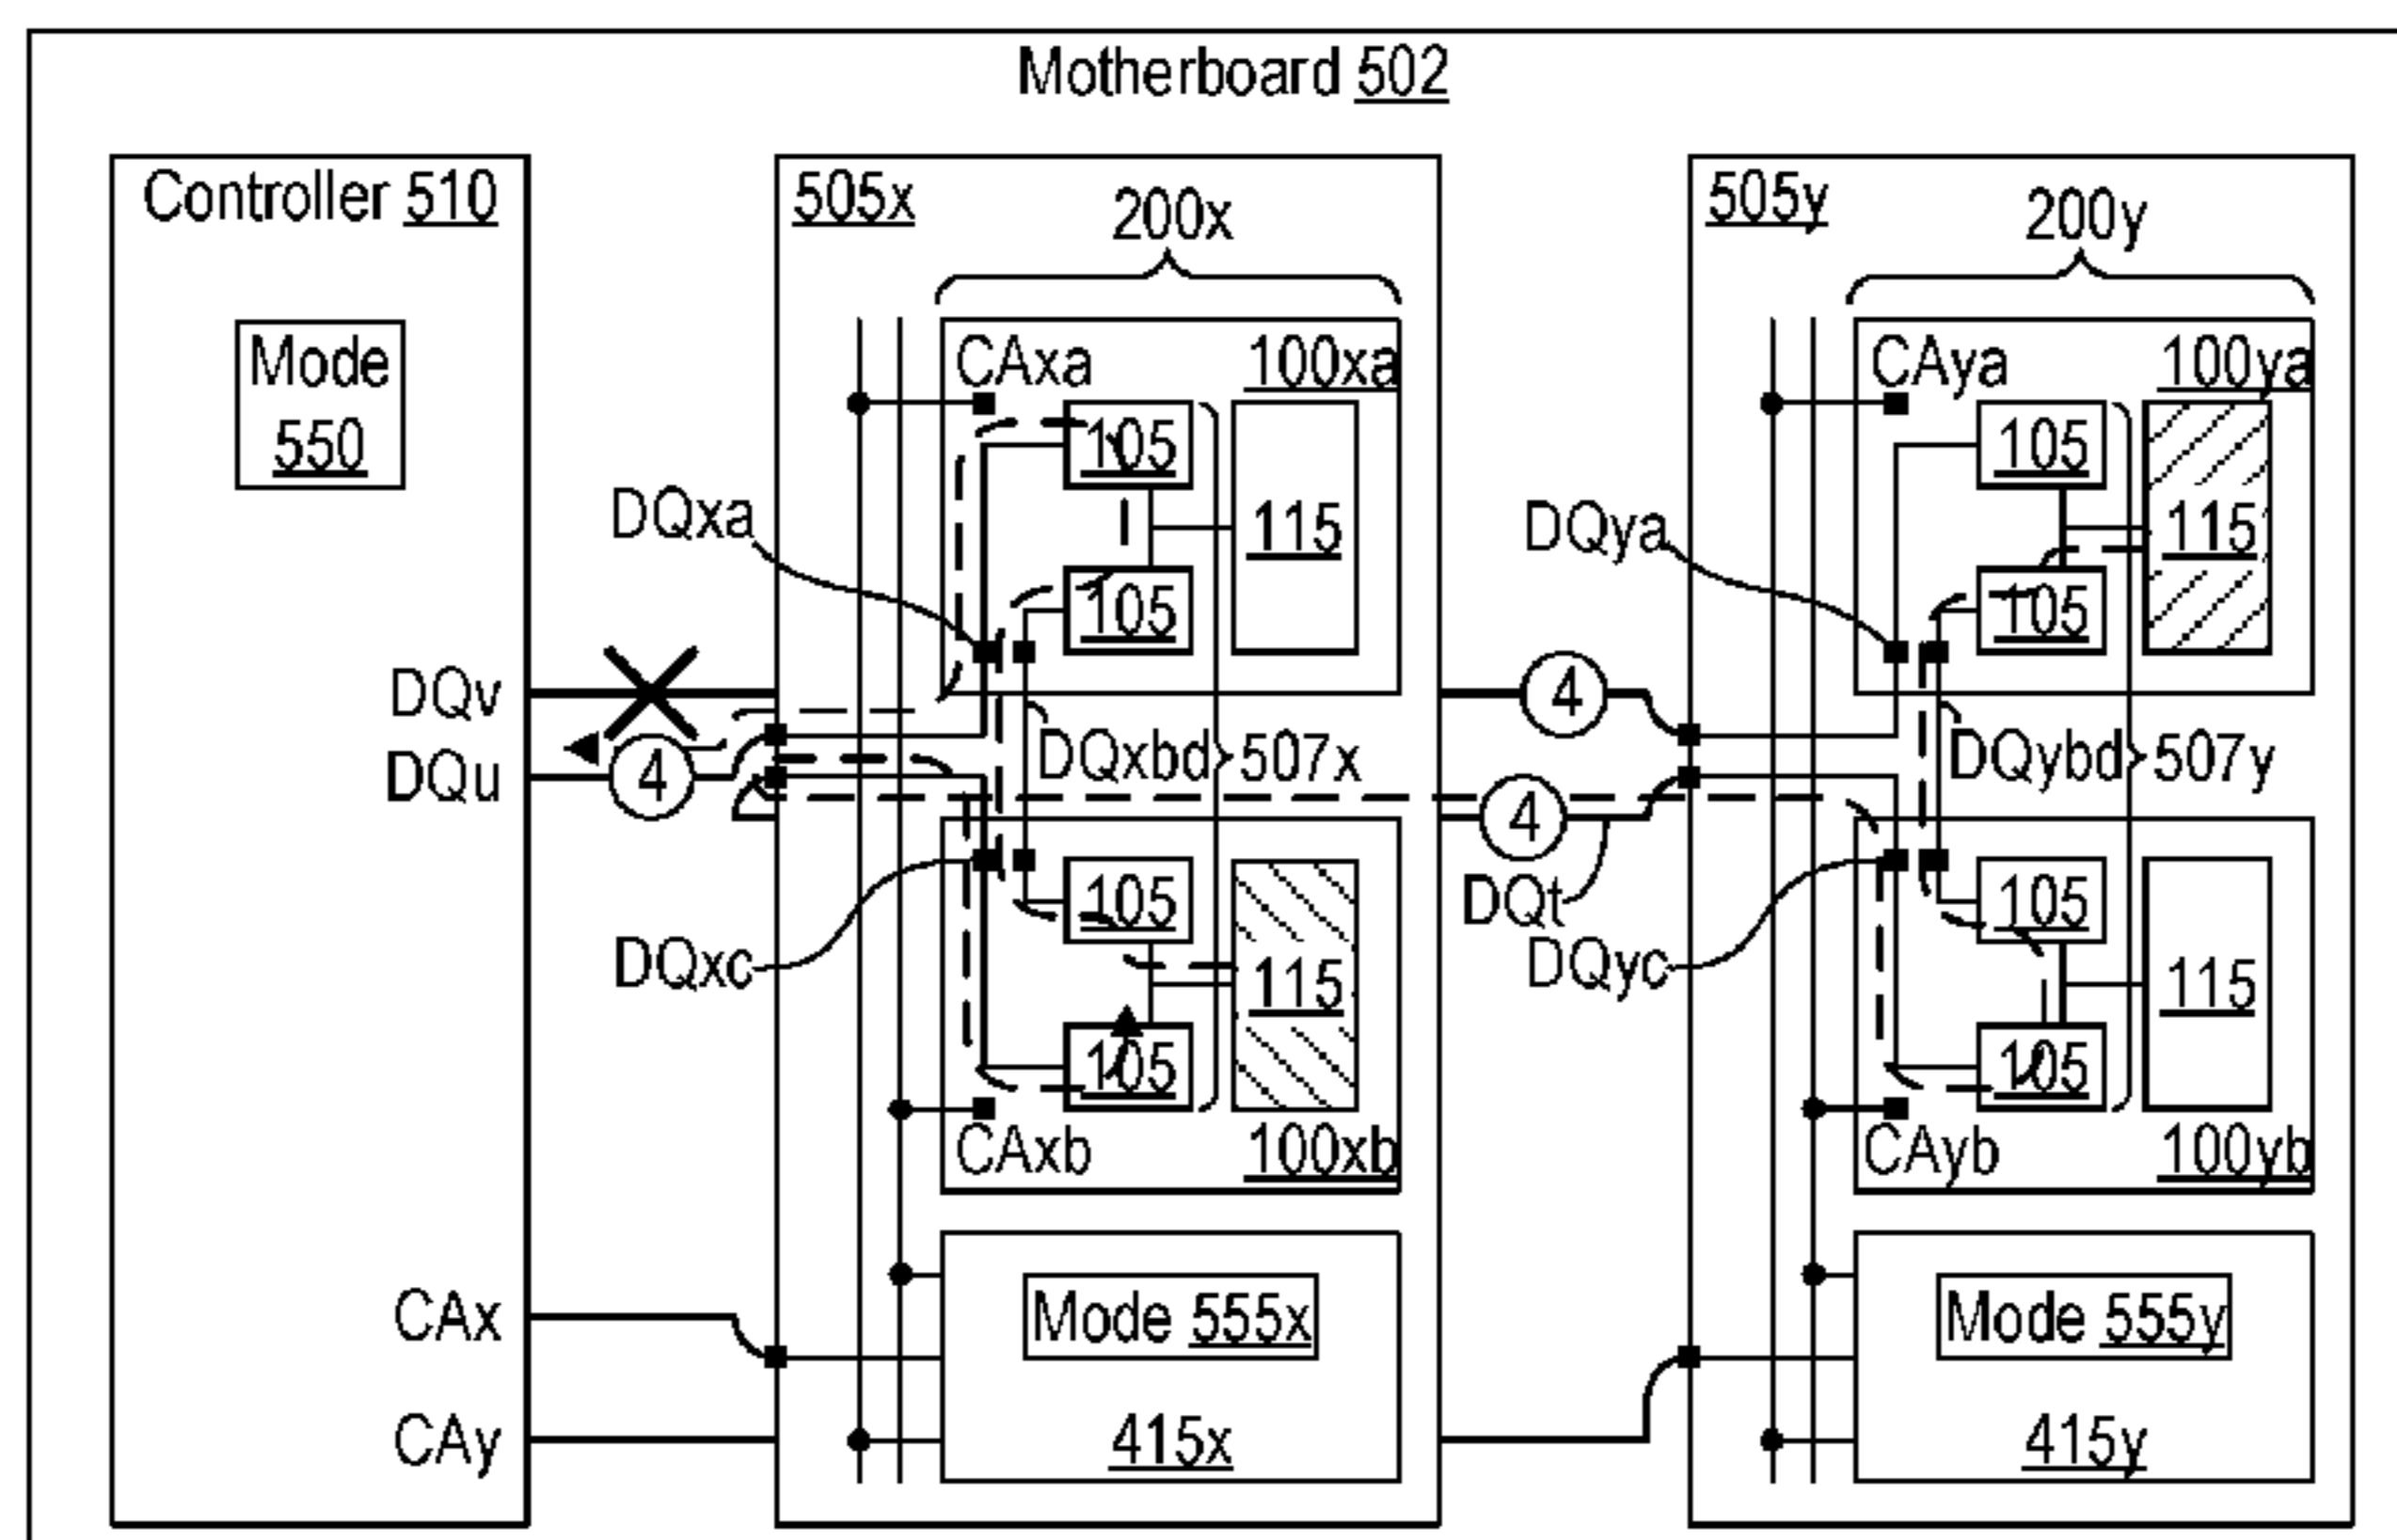 Motherboard 502
Controller 510
Mode
550
DQv
DQu
CAx
CAy
505x
200x
CAxa
100xa
105
115
105
DQxa
DQxbd
507x
4
DQxc
105
115
105
CAxb
100xb
Mode 555x
415x
4
4
DQt
505y
200y
CAya
100ya
105
115
105
DQya
DQybd
507y
DQyc
105
115
105
CAyb
100yb
Mode 555y
415y